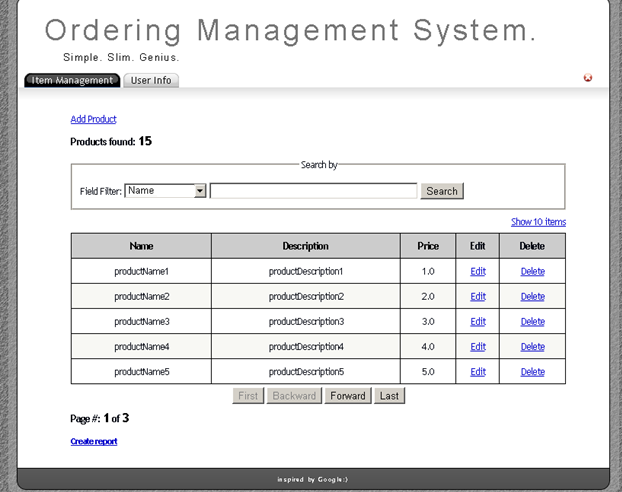 Ordering Management System.
Simple. Slim. Genius.
Item Management User Info
Add Product
Products found: 15
Search by
Field Filter: Name Search
Show 10 items
Name Description Price Edit Delete
productName1 productDescription1 1.0 Edit Delete
productName2 productDescription2 2.0 Edit Delete
productName3 productDescription3 3.0 Edit Delete
productName4 productDescription4 4.0 Edit Delete
productName5 productDescription5 5.0 Edit Delete
First Backward Forward Last
Page #: 1 of 3
Create report
inspired by Google:)